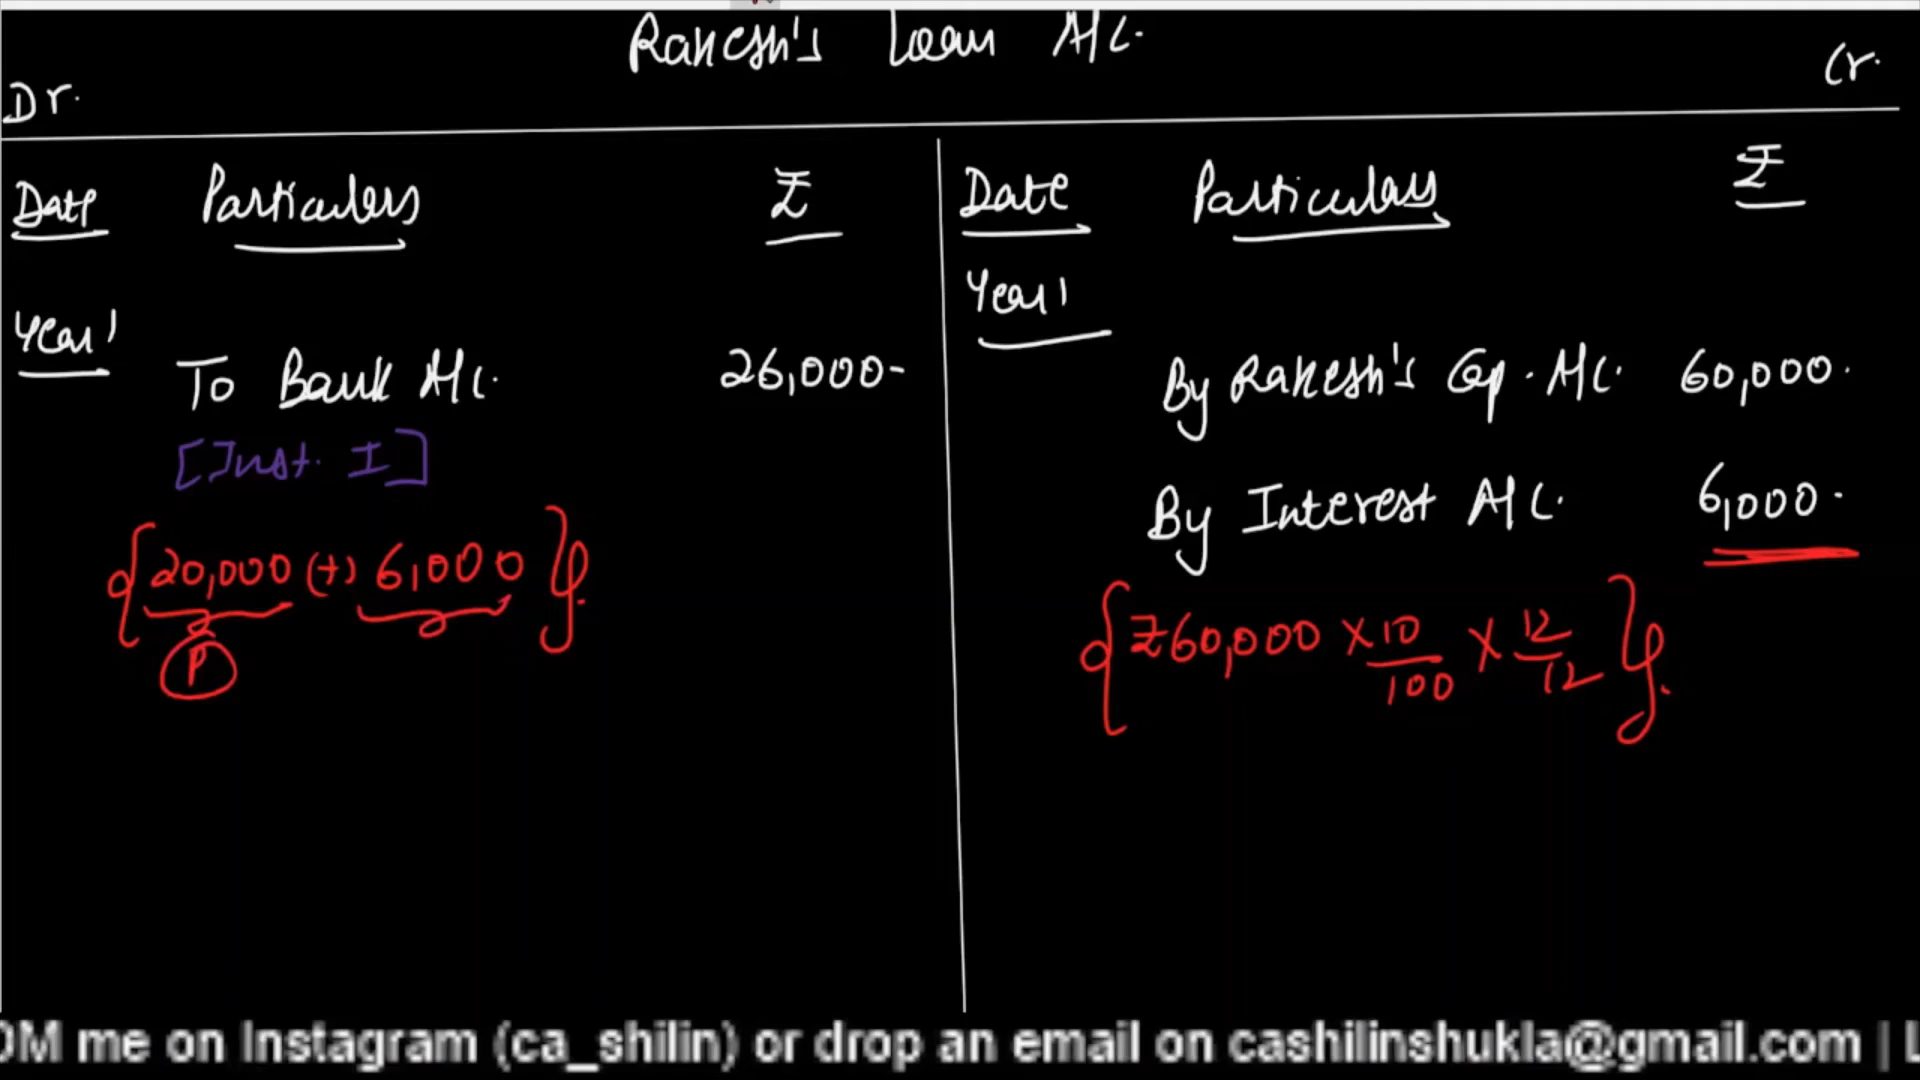 Rakesh's Loan A/C.
Dr.
Cr.
Date Particulars ₹
Year 1
To Bank A/C. 26,000-
[Inst. I]
{20,000 (+) 6,000}
P
Date Particulars ₹
Year 1
By Rakesh's Cap. A/C. 60,000.
By Interest A/C. 6,000.
{₹60,000 × 10/100 × 12/12}
DM me on Instagram (ca_shilin) or drop an email on cashilinshukla@gmail.com | L